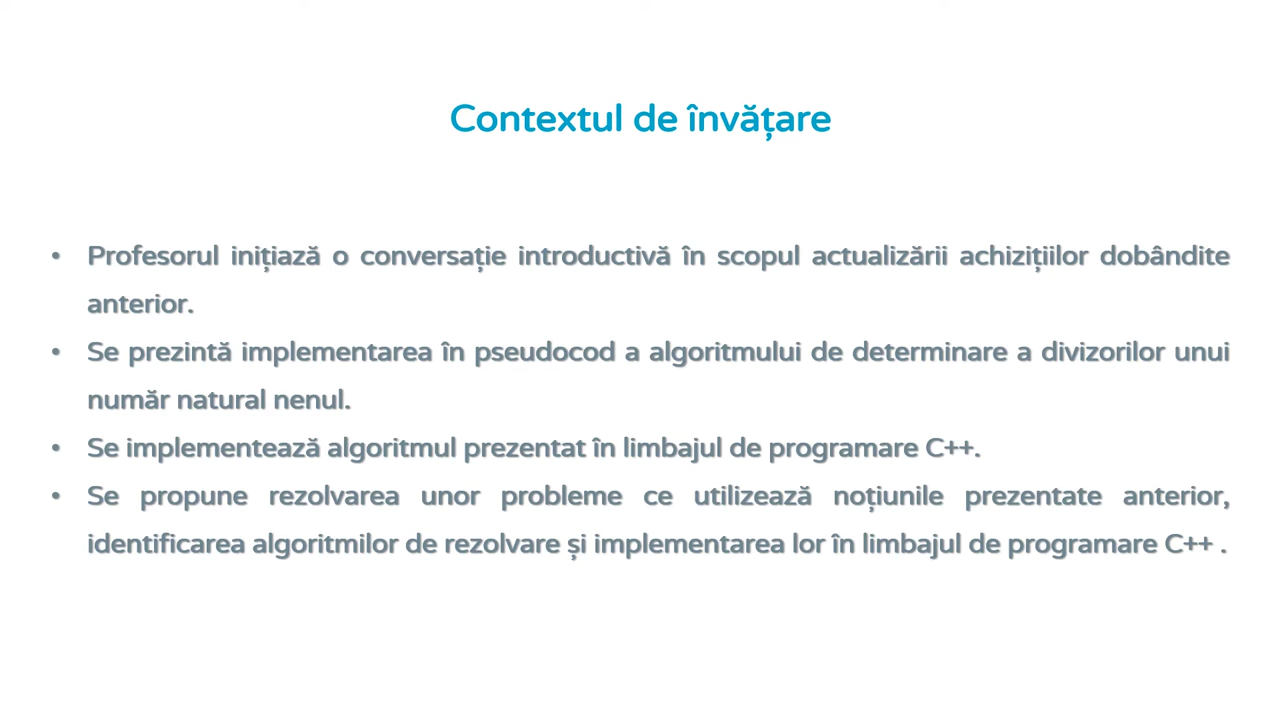 Contextul de învățare
• Profesorul inițiază o conversație introductivă în scopul actualizării achizițiilor dobândite
anterior.
• Se prezintă implementarea în pseudocod a algoritmului de determinare a divizorilor unui
număr natural nenul.
• Se implementează algoritmul prezentat în limbajul de programare C++.
• Se propune rezolvarea unor probleme ce utilizează noțiunile prezentate anterior,
identificarea algoritmilor de rezolvare și implementarea lor în limbajul de programare C++ .